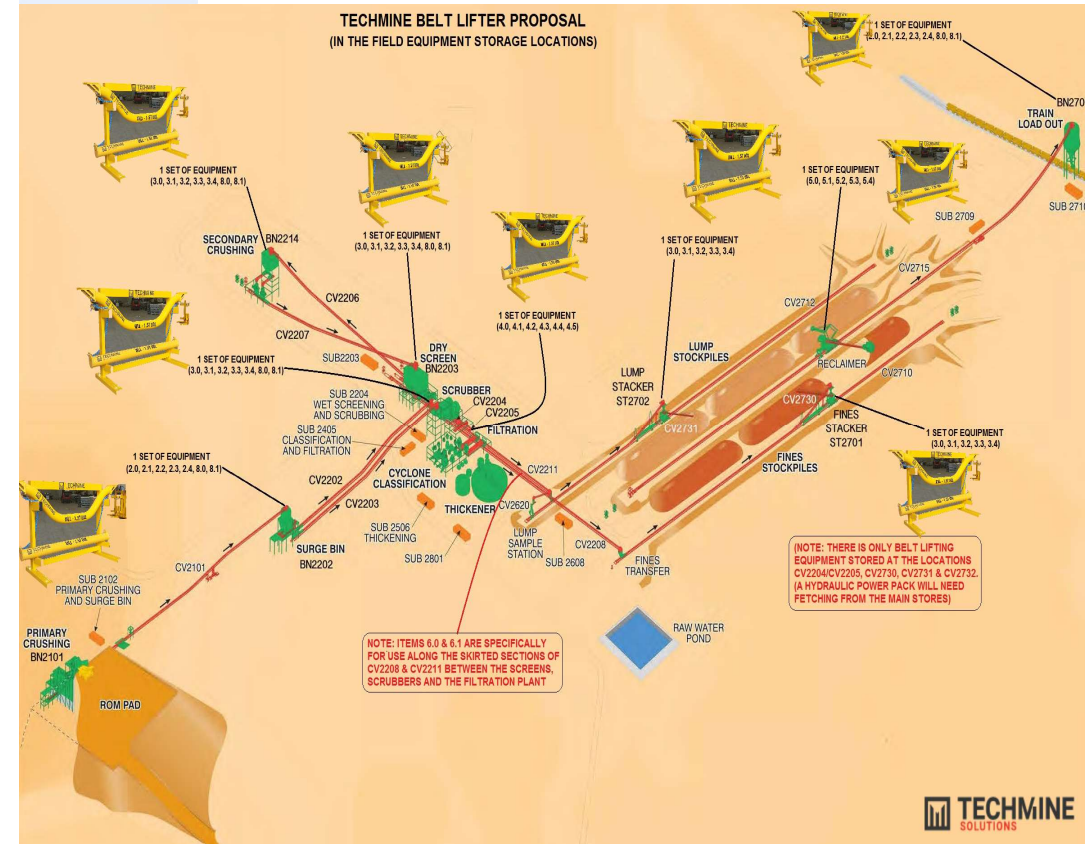 TECHMINE BELT LIFTER PROPOSAL
(IN THE FIELD EQUIPMENT STORAGE LOCATIONS)
1 SET OF EQUIPMENT
(2.0, 2.1, 2.2, 2.3, 2.4, 8.0, 8.1)
BN270
TRAIN
LOAD OUT
SUB 2710
SUB 2709
1 SET OF EQUIPMENT
(3.0, 3.1, 3.2, 3.3, 3.4, 8.0, 8.1)
1 SET OF EQUIPMENT
(3.0, 3.1, 3.2, 3.3, 3.4, 8.0, 8.1)
1 SET OF EQUIPMENT
(3.0, 3.1, 3.2, 3.3, 3.4)
1 SET OF EQUIPMENT
(5.0, 5.1, 5.2, 5.3, 5.4)
SECONDARY
CRUSHING
BN2214
CV2206
CV2207
1 SET OF EQUIPMENT
(4.0, 4.1, 4.2, 4.3, 4.4, 4.5)
CV2715
CV2712
1 SET OF EQUIPMENT
(3.0, 3.1, 3.2, 3.3, 3.4, 8.0, 8.1)
SUB2203
DRY
SCREEN
BN2203
LUMP
STOCKPILES
RECLAIMER
CV2710
LUMP
STACKER
ST2702
CV2731
CV2730
FINES
STACKER
ST2701
FINES
STOCKPILES
1 SET OF EQUIPMENT
(3.0, 3.1, 3.2, 3.3, 3.4)
SUB 2204
WET SCREENING
AND SCRUBBING
SCRUBBER
CV2204
CV2205
FILTRATION
SUB 2405
CLASSIFICATION
AND FILTRATION
CYCLONE
CLASSIFICATION
THICKENER
CV2211
CV2620
1 SET OF EQUIPMENT
(2.0, 2.1, 2.2, 2.3, 2.4, 8.0, 8.1)
CV2202
CV2203
SURGE BIN
BN2202
SUB 2506
THICKENING
SUB 2801
LUMP
SAMPLE
STATION
SUB 2608
CV2208
FINES
TRANSFER
CV2101
SUB 2102
PRIMARY CRUSHING
AND SURGE BIN
PRIMARY
CRUSHING
BN2101
ROM PAD
RAW WATER
POND
(NOTE: THERE IS ONLY BELT LIFTING
EQUIPMENT STORED AT THE LOCATIONS
CV2204/CV2205, CV2730, CV2731 & CV2732.
(A HYDRAULIC POWER PACK WILL NEED
FETCHING FROM THE MAIN STORES)
NOTE: ITEMS 6.0 & 6.1 ARE SPECIFICALLY
FOR USE ALONG THE SKIRTED SECTIONS OF
CV2208 & CV2211 BETWEEN THE SCREENS,
SCRUBBERS AND THE FILTRATION PLANT
TECHMINE
SOLUTIONS